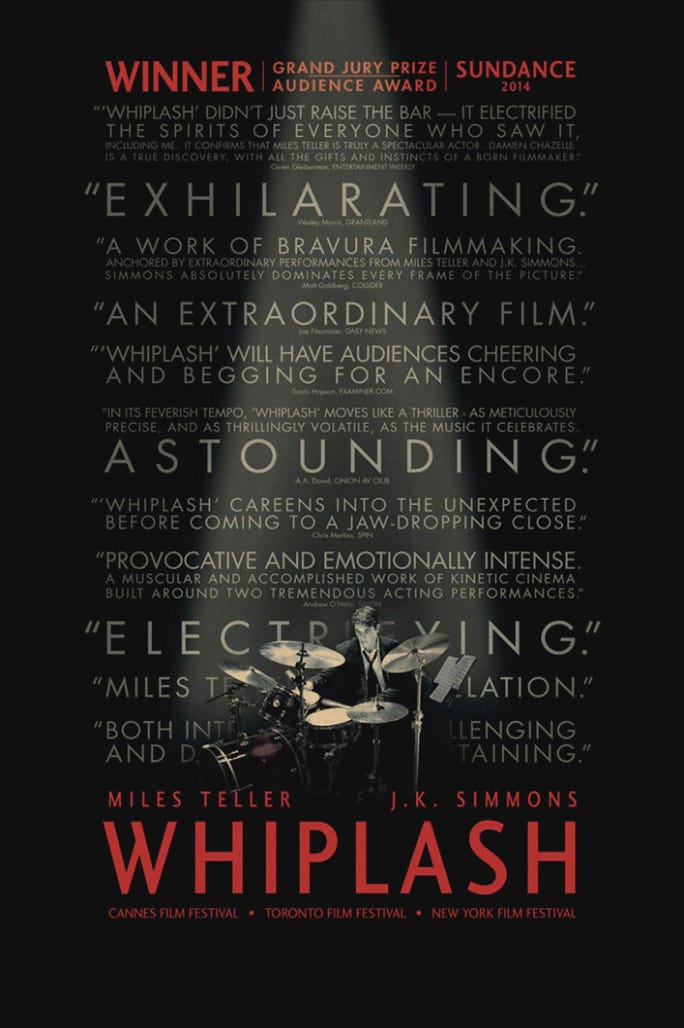 WINNER | GRAND JURY PRIZE AUDIENCE AWARD | SUNDANCE 2014
"'WHIPLASH' DIDN'T JUST RAISE THE BAR — IT ELECTRIFIED
THE SPIRITS OF EVERYONE WHO SAW IT,
INCLUDING ME. IT CONFIRMS THAT MILES TELLER IS TRULY A SPECTACULAR ACTOR. DAMIEN CHAZELLE
IS A TRUE DISCOVERY, WITH ALL THE GIFTS AND INSTINCTS OF A BORN FILMMAKER."
-Owen Gleiberman, ENTERTAINMENT WEEKLY
"EXHILARATING."
-Wesley Morris, GRANTLAND
"A WORK OF BRAVURA FILMMAKING.
ANCHORED BY EXTRAORDINARY PERFORMANCES FROM MILES TELLER AND J.K. SIMMONS...
SIMMONS ABSOLUTELY DOMINATES EVERY FRAME OF THE PICTURE."
-Matt Goldberg, COLLIDER
"AN EXTRAORDINARY FILM."
-Joe Neumaier, DAILY NEWS
"'WHIPLASH' WILL HAVE AUDIENCES CHEERING
AND BEGGING FOR AN ENCORE."
-Travis Hopson, EXAMINER.COM
"IN ITS FEVERISH TEMPO, 'WHIPLASH' MOVES LIKE A THRILLER - AS METICULOUSLY
PRECISE, AND AS THRILLINGLY VOLATILE, AS THE MUSIC IT CELEBRATES.
ASTOUNDING."
-A.A. Dowd, ONION AV CLUB
"'WHIPLASH' CAREENS INTO THE UNEXPECTED
BEFORE COMING TO A JAW-DROPPING CLOSE."
-Chris Martins, SPIN
"PROVOCATIVE AND EMOTIONALLY INTENSE.
A MUSCULAR AND ACCOMPLISHED WORK OF KINETIC CINEMA
BUILT AROUND TWO TREMENDOUS ACTING PERFORMANCES."
-Andrew O'Hehir, SALON
"ELECTRIFYING."
"MILES
"BOTH
AND
MILES TELLER J.K. SIMMONS
WHIPLASH
CANNES FILM FESTIVAL • TORONTO FILM FESTIVAL • NEW YORK FILM FESTIVAL